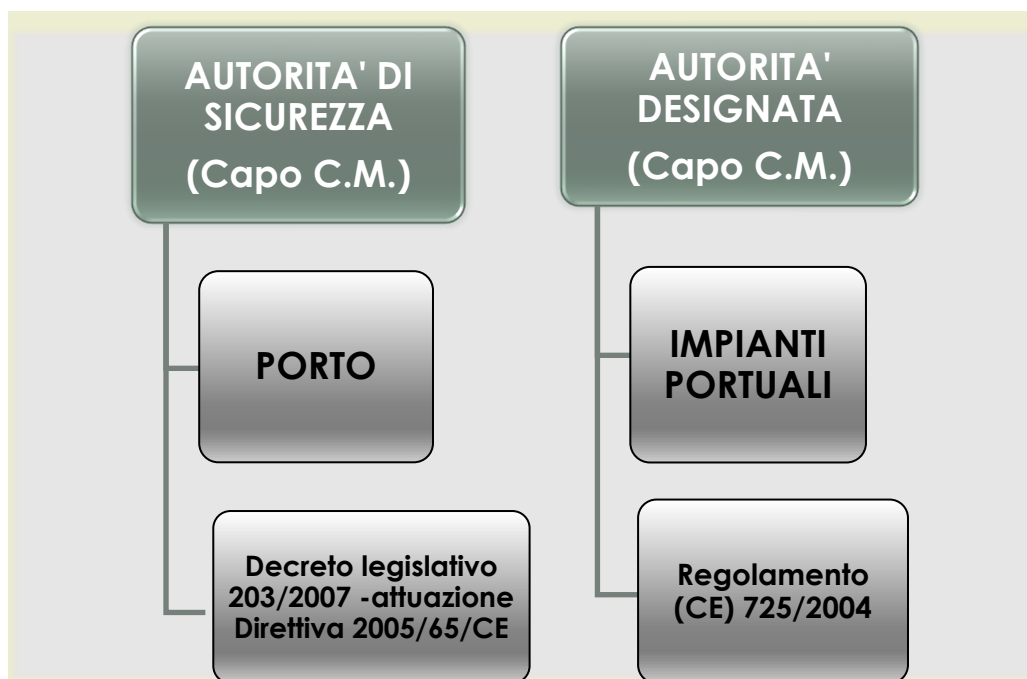 AUTORITA' DI
SICUREZZA
(Capo C.M.)
PORTO
Decreto legislativo
203/2007 -attuazione
Direttiva 2005/65/CE
AUTORITA'
DESIGNATA
(Capo C.M.)
IMPIANTI
PORTUALI
Regolamento
(CE) 725/2004